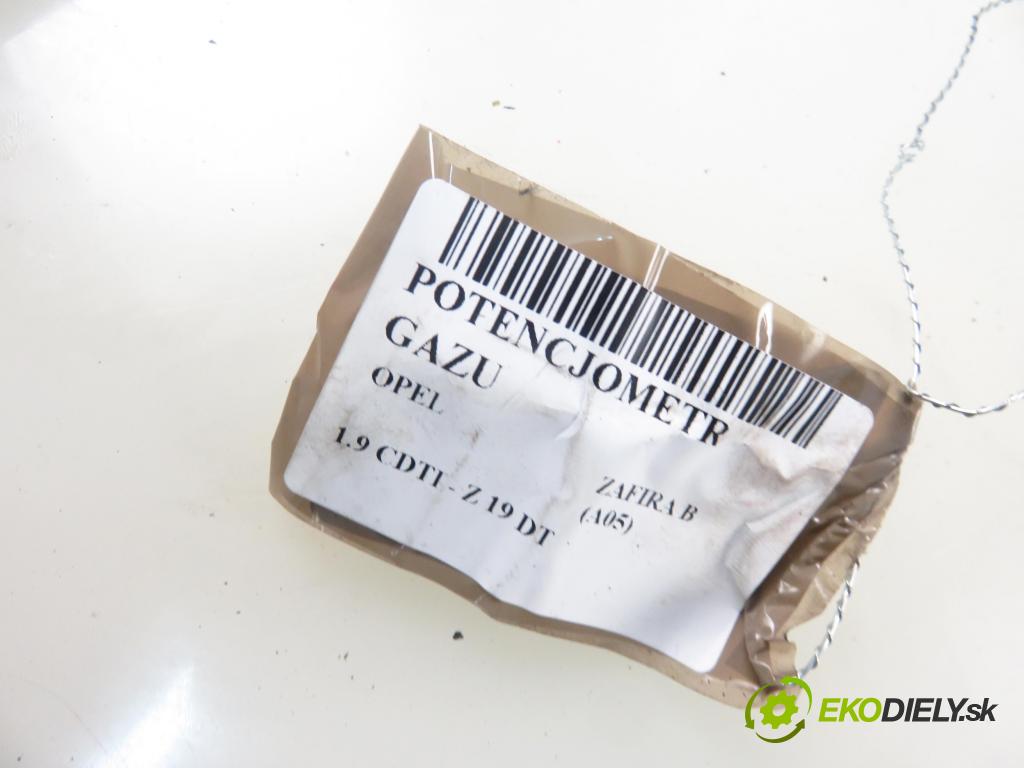 POTENCJOMETR
GAZU
OPEL
ZAFIRA B
(A05)
1.9 CDTI - Z 19 DT
EKODIELY.sk